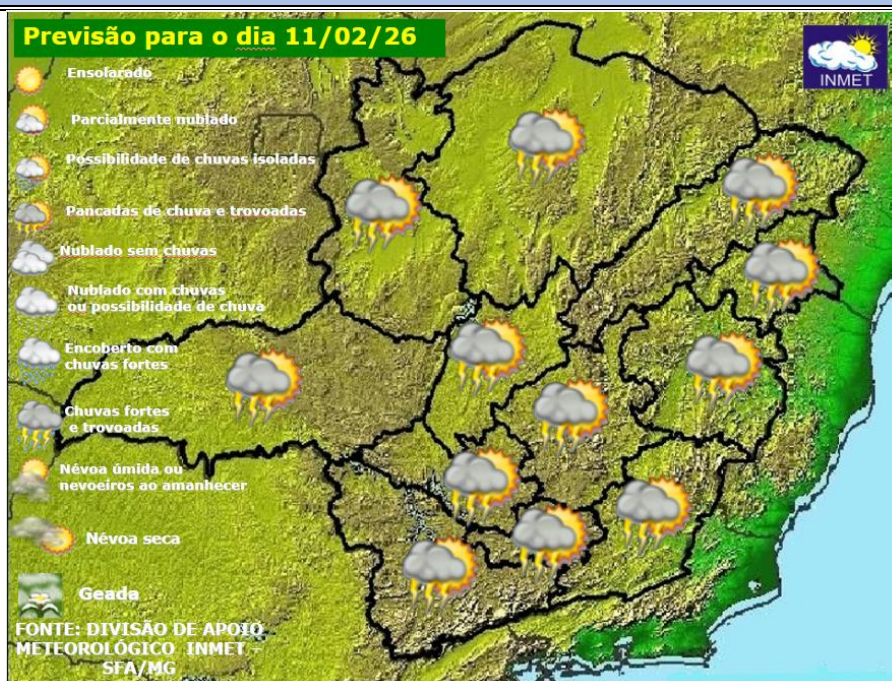 Previsão para o dia 11/02/26
INMET
Ensolarado
Parcialmente nublado
Possibilidade de chuvas isoladas
Pancadas de chuva e trovoadas
Nublado sem chuvas
Nublado com chuvas
ou possibilidade de chuva
Encoberto com
chuvas fortes
Chuvas fortes
e trovoadas
Névoa úmida ou
nevoeiros ao amanhecer
Névoa seca
Geada
FONTE: DIVISÃO DE APOIO
METEOROLÓGICO INMET -
SFA/MG